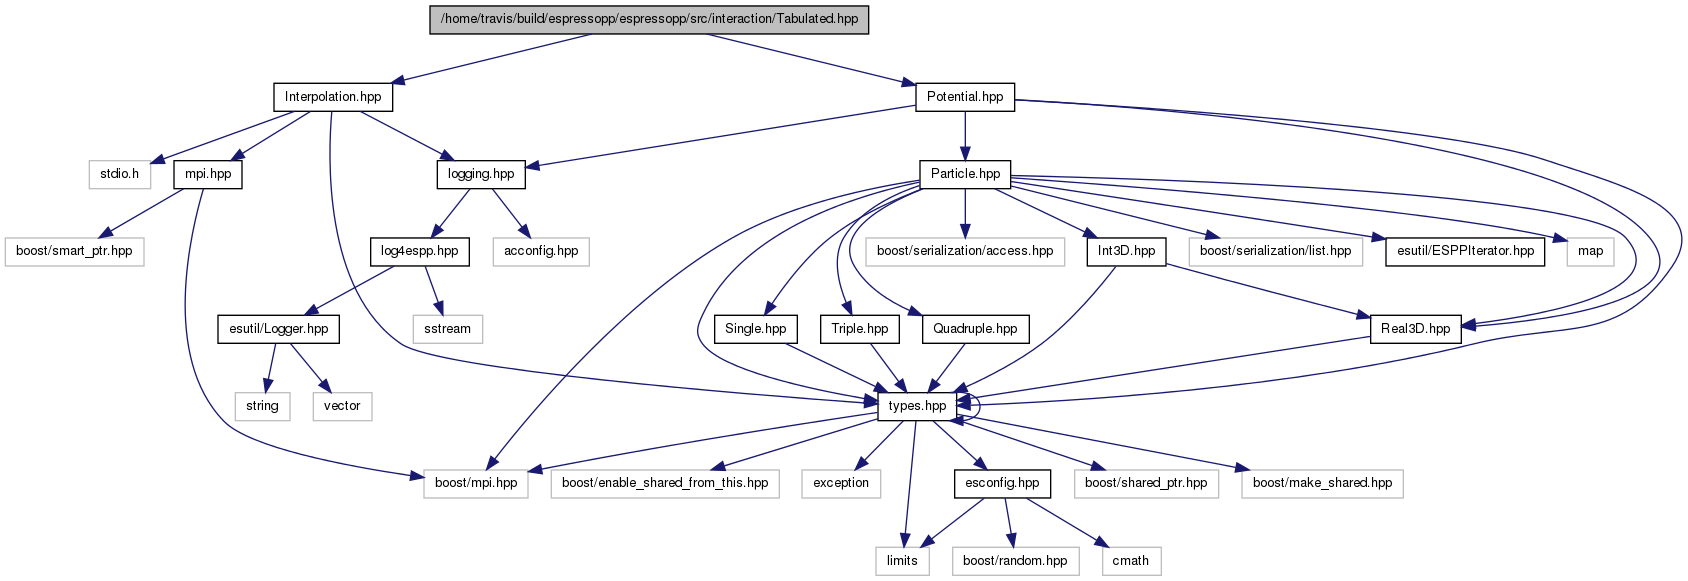 /home/travis/build/espressopp/espressopp/src/interaction/Tabulated.hpp
Interpolation.hpp
Potential.hpp
stdio.h
mpi.hpp
logging.hpp
Particle.hpp
boost/smart_ptr.hpp
log4espp.hpp
acconfig.hpp
boost/serialization/access.hpp
Int3D.hpp
boost/serialization/list.hpp
esutil/ESPPIterator.hpp
map
esutil/Logger.hpp
sstream
Single.hpp
Triple.hpp
Quadruple.hpp
Real3D.hpp
string
vector
types.hpp
boost/mpi.hpp
boost/enable_shared_from_this.hpp
exception
esconfig.hpp
boost/shared_ptr.hpp
boost/make_shared.hpp
limits
boost/random.hpp
cmath